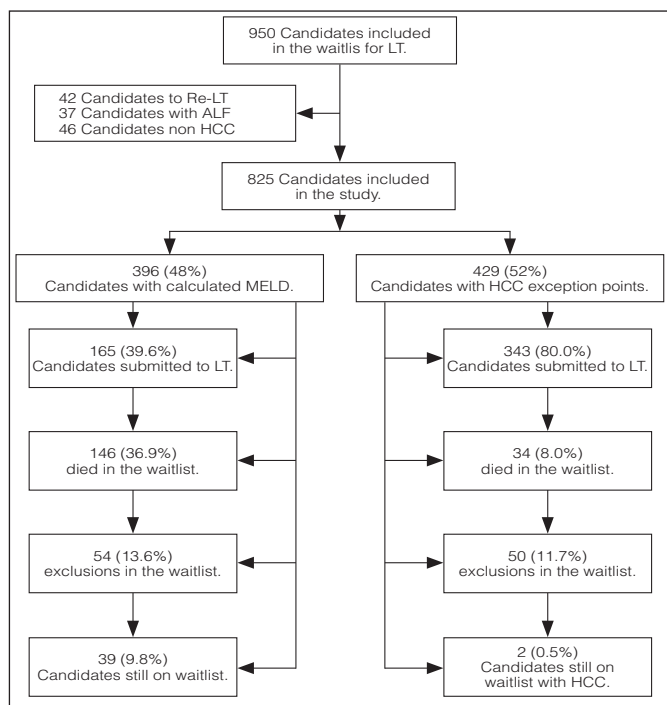 950 Candidates included
in the waitlis for LT.
42 Candidates to Re-LT
37 Candidates with ALF
46 Candidates non HCC
825 Candidates included
in the study.
396 (48%)
Candidates with calculated MELD.
429 (52%)
Candidates with HCC exception points.
165 (39.6%)
Candidates submitted to LT.
343 (80.0%)
Candidates submitted to LT.
146 (36.9%)
died in the waitlist.
34 (8.0%)
died in the waitlist.
54 (13.6%)
exclusions in the waitlist.
50 (11.7%)
exclusions in the waitlist.
39 (9.8%)
Candidates still on waitlist.
2 (0.5%)
Candidates still on
waitlist with HCC.